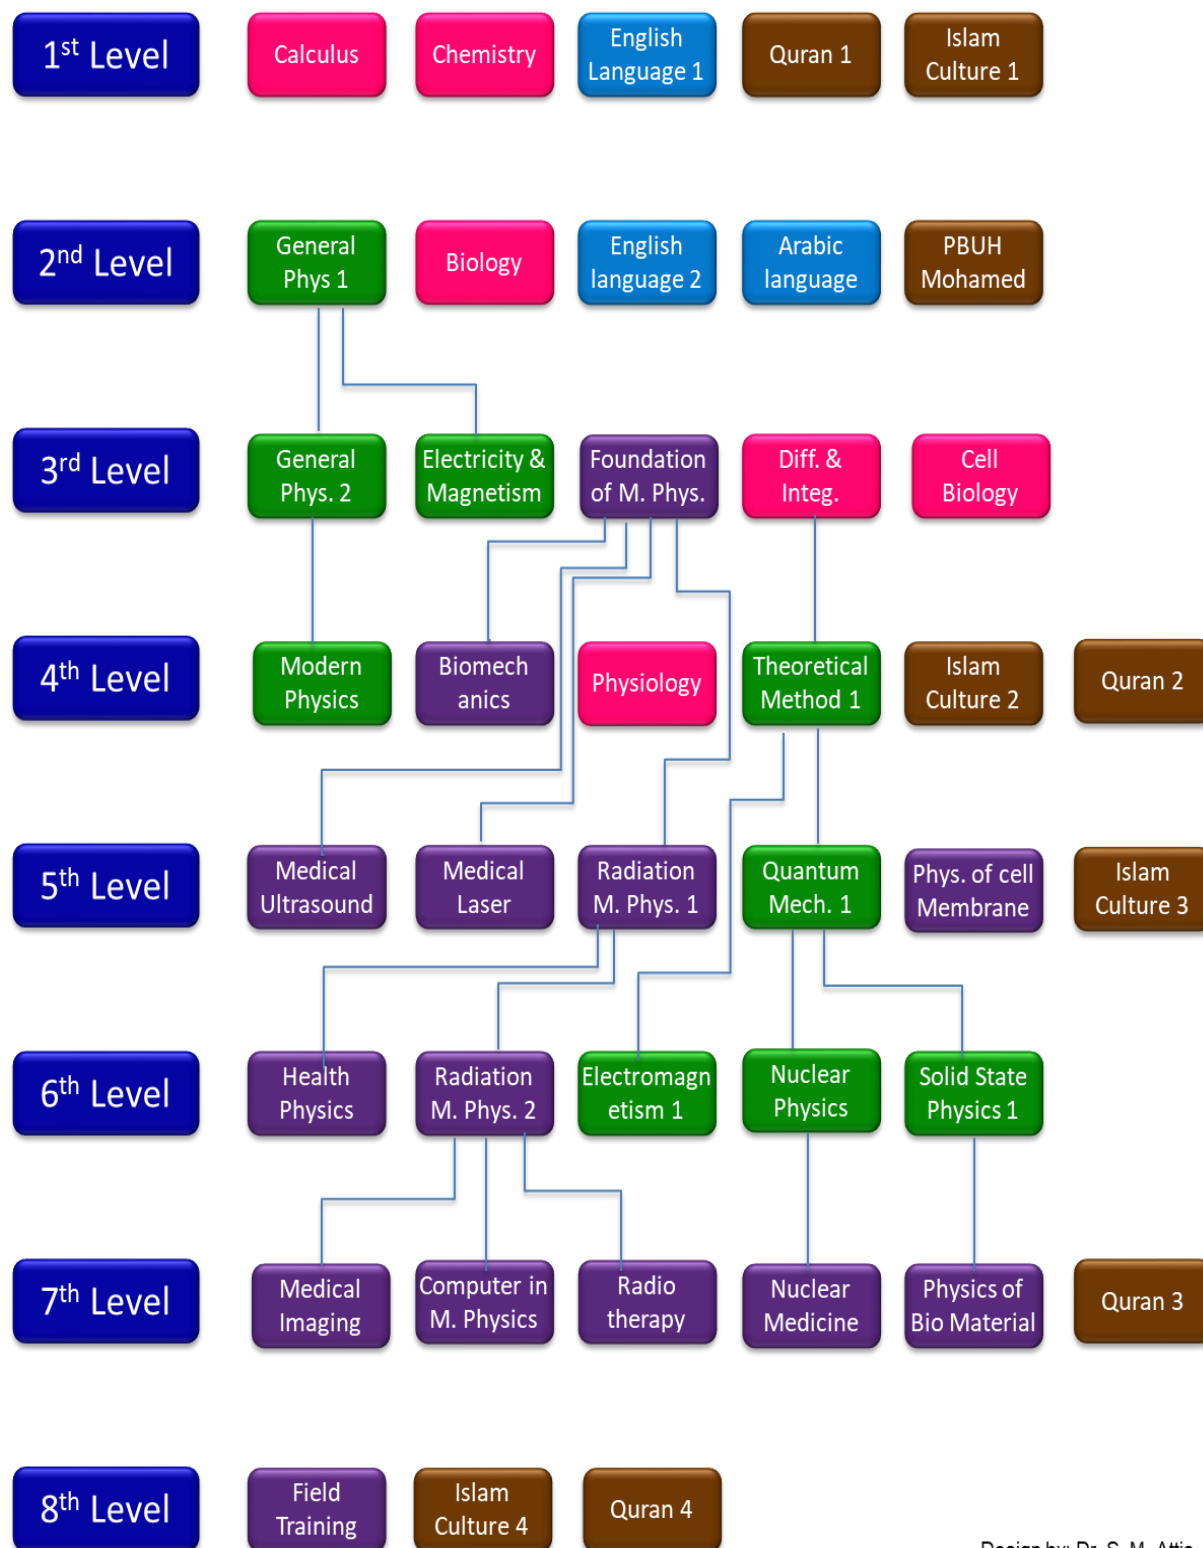 1st Level
Calculus
Chemistry
English
Language 1
Quran 1
Islam
Culture 1
2nd Level
General
Phys 1
Biology
English
language 2
Arabic
language
PBUH
Mohamed
3rd Level
General
Phys. 2
Electricity &
Magnetism
Foundation
of M. Phys.
Diff. &
Integ.
Cell
Biology
4th Level
Modern
Physics
Biomech
anics
Physiology
Theoretical
Method 1
Islam
Culture 2
Quran 2
5th Level
Medical
Ultrasound
Medical
Laser
Radiation
M. Phys. 1
Quantum
Mech. 1
Phys. of cell
Membrane
Islam
Culture 3
6th Level
Health
Physics
Radiation
M. Phys. 2
Electromagn
etism 1
Nuclear
Physics
Solid State
Physics 1
7th Level
Medical
Imaging
Computer in
M. Physics
Radio
therapy
Nuclear
Medicine
Physics of
Bio Material
Quran 3
8th Level
Field
Training
Islam
Culture 4
Quran 4
Design by: Dr. S. M. Attia